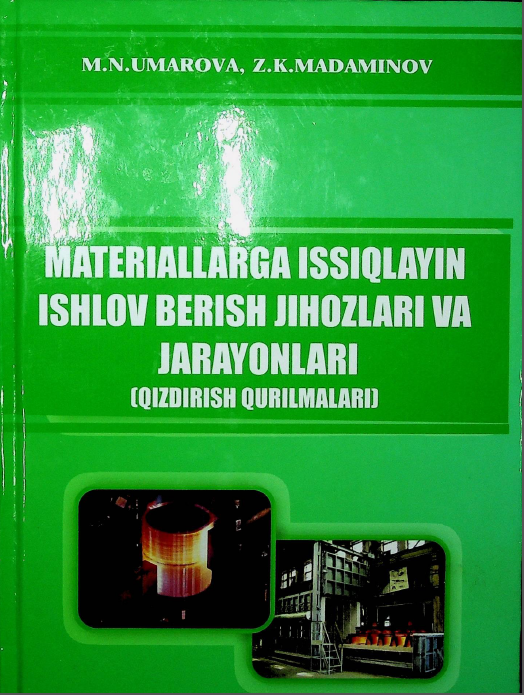 M.N.UMAROVA, Z.K.MADAMINOV
MATERIALLARGA ISSIQLAYIN
ISHLOV BERISH JIHOZLARI VA
JARAYONLARI
(QIZDIRISH QURILMALARI)